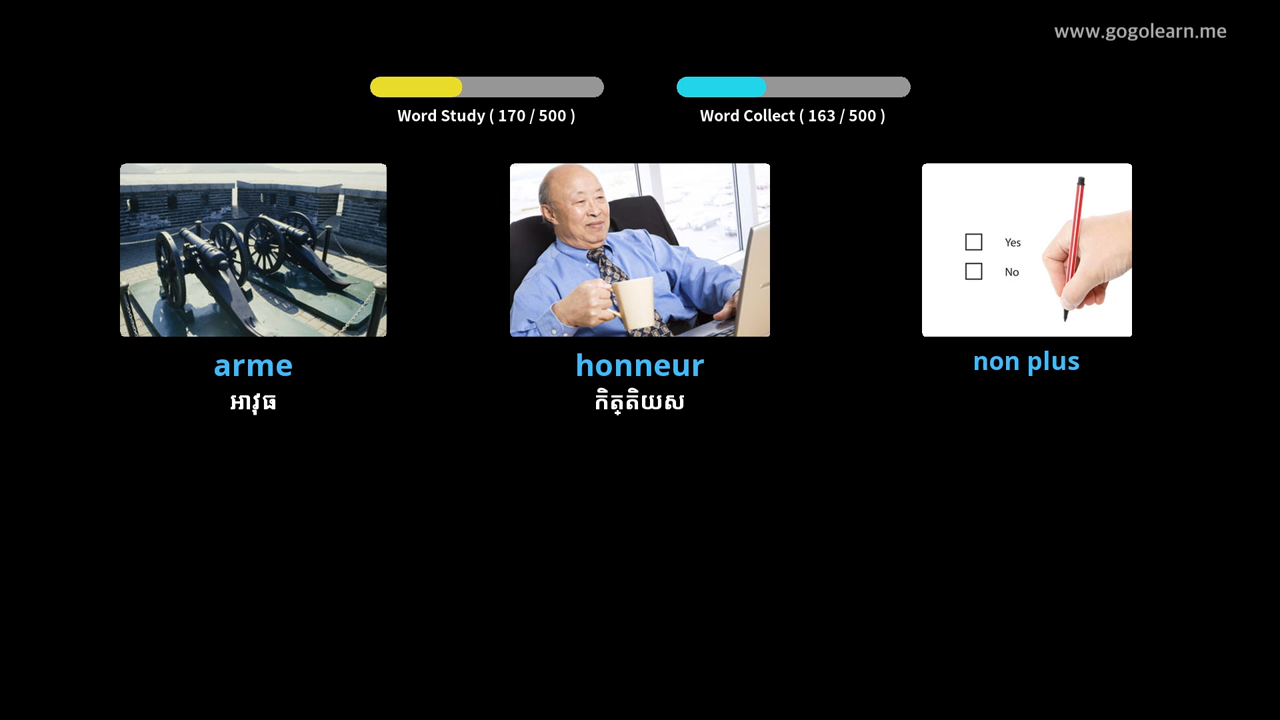 www.gogolearn.me
Word Study ( 170 / 500 )
Word Collect ( 163 / 500 )
Yes
No
arme
honneur
non plus
អាវុធ
កិត្តិយស